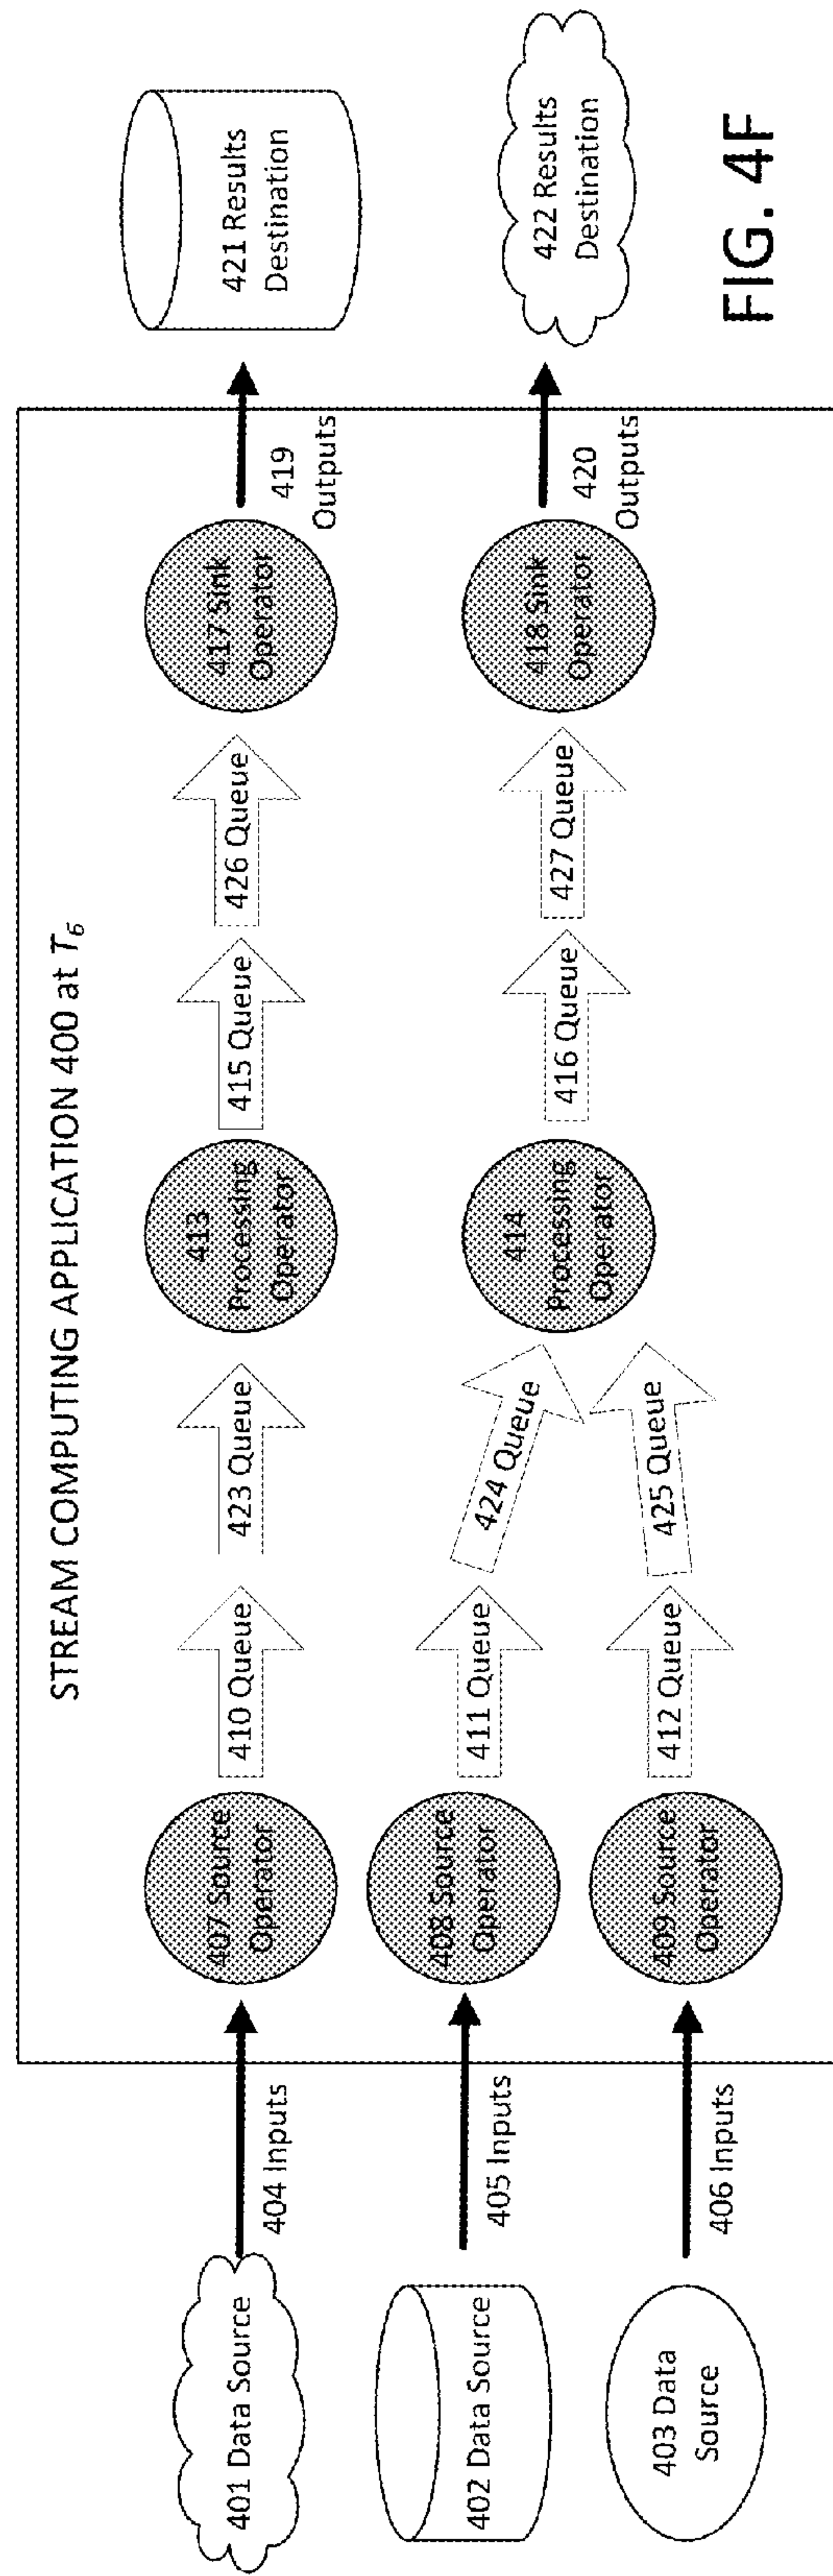 STREAM COMPUTING APPLICATION 400 at T6
401 Data Source
404 Inputs
407 Source
Operator
410 Queue
423 Queue
413
Processing
Operator
415 Queue
426 Queue
417 Sink
Operator
419
Outputs
421 Results
Destination
402 Data Source
405 Inputs
408 Source
Operator
411 Queue
424 Queue
403 Data
Source
406 Inputs
409 Source
Operator
412 Queue
425 Queue
414
Processing
Operator
416 Queue
427 Queue
418 Sink
Operator
420
Outputs
422 Results
Destination
FIG. 4F